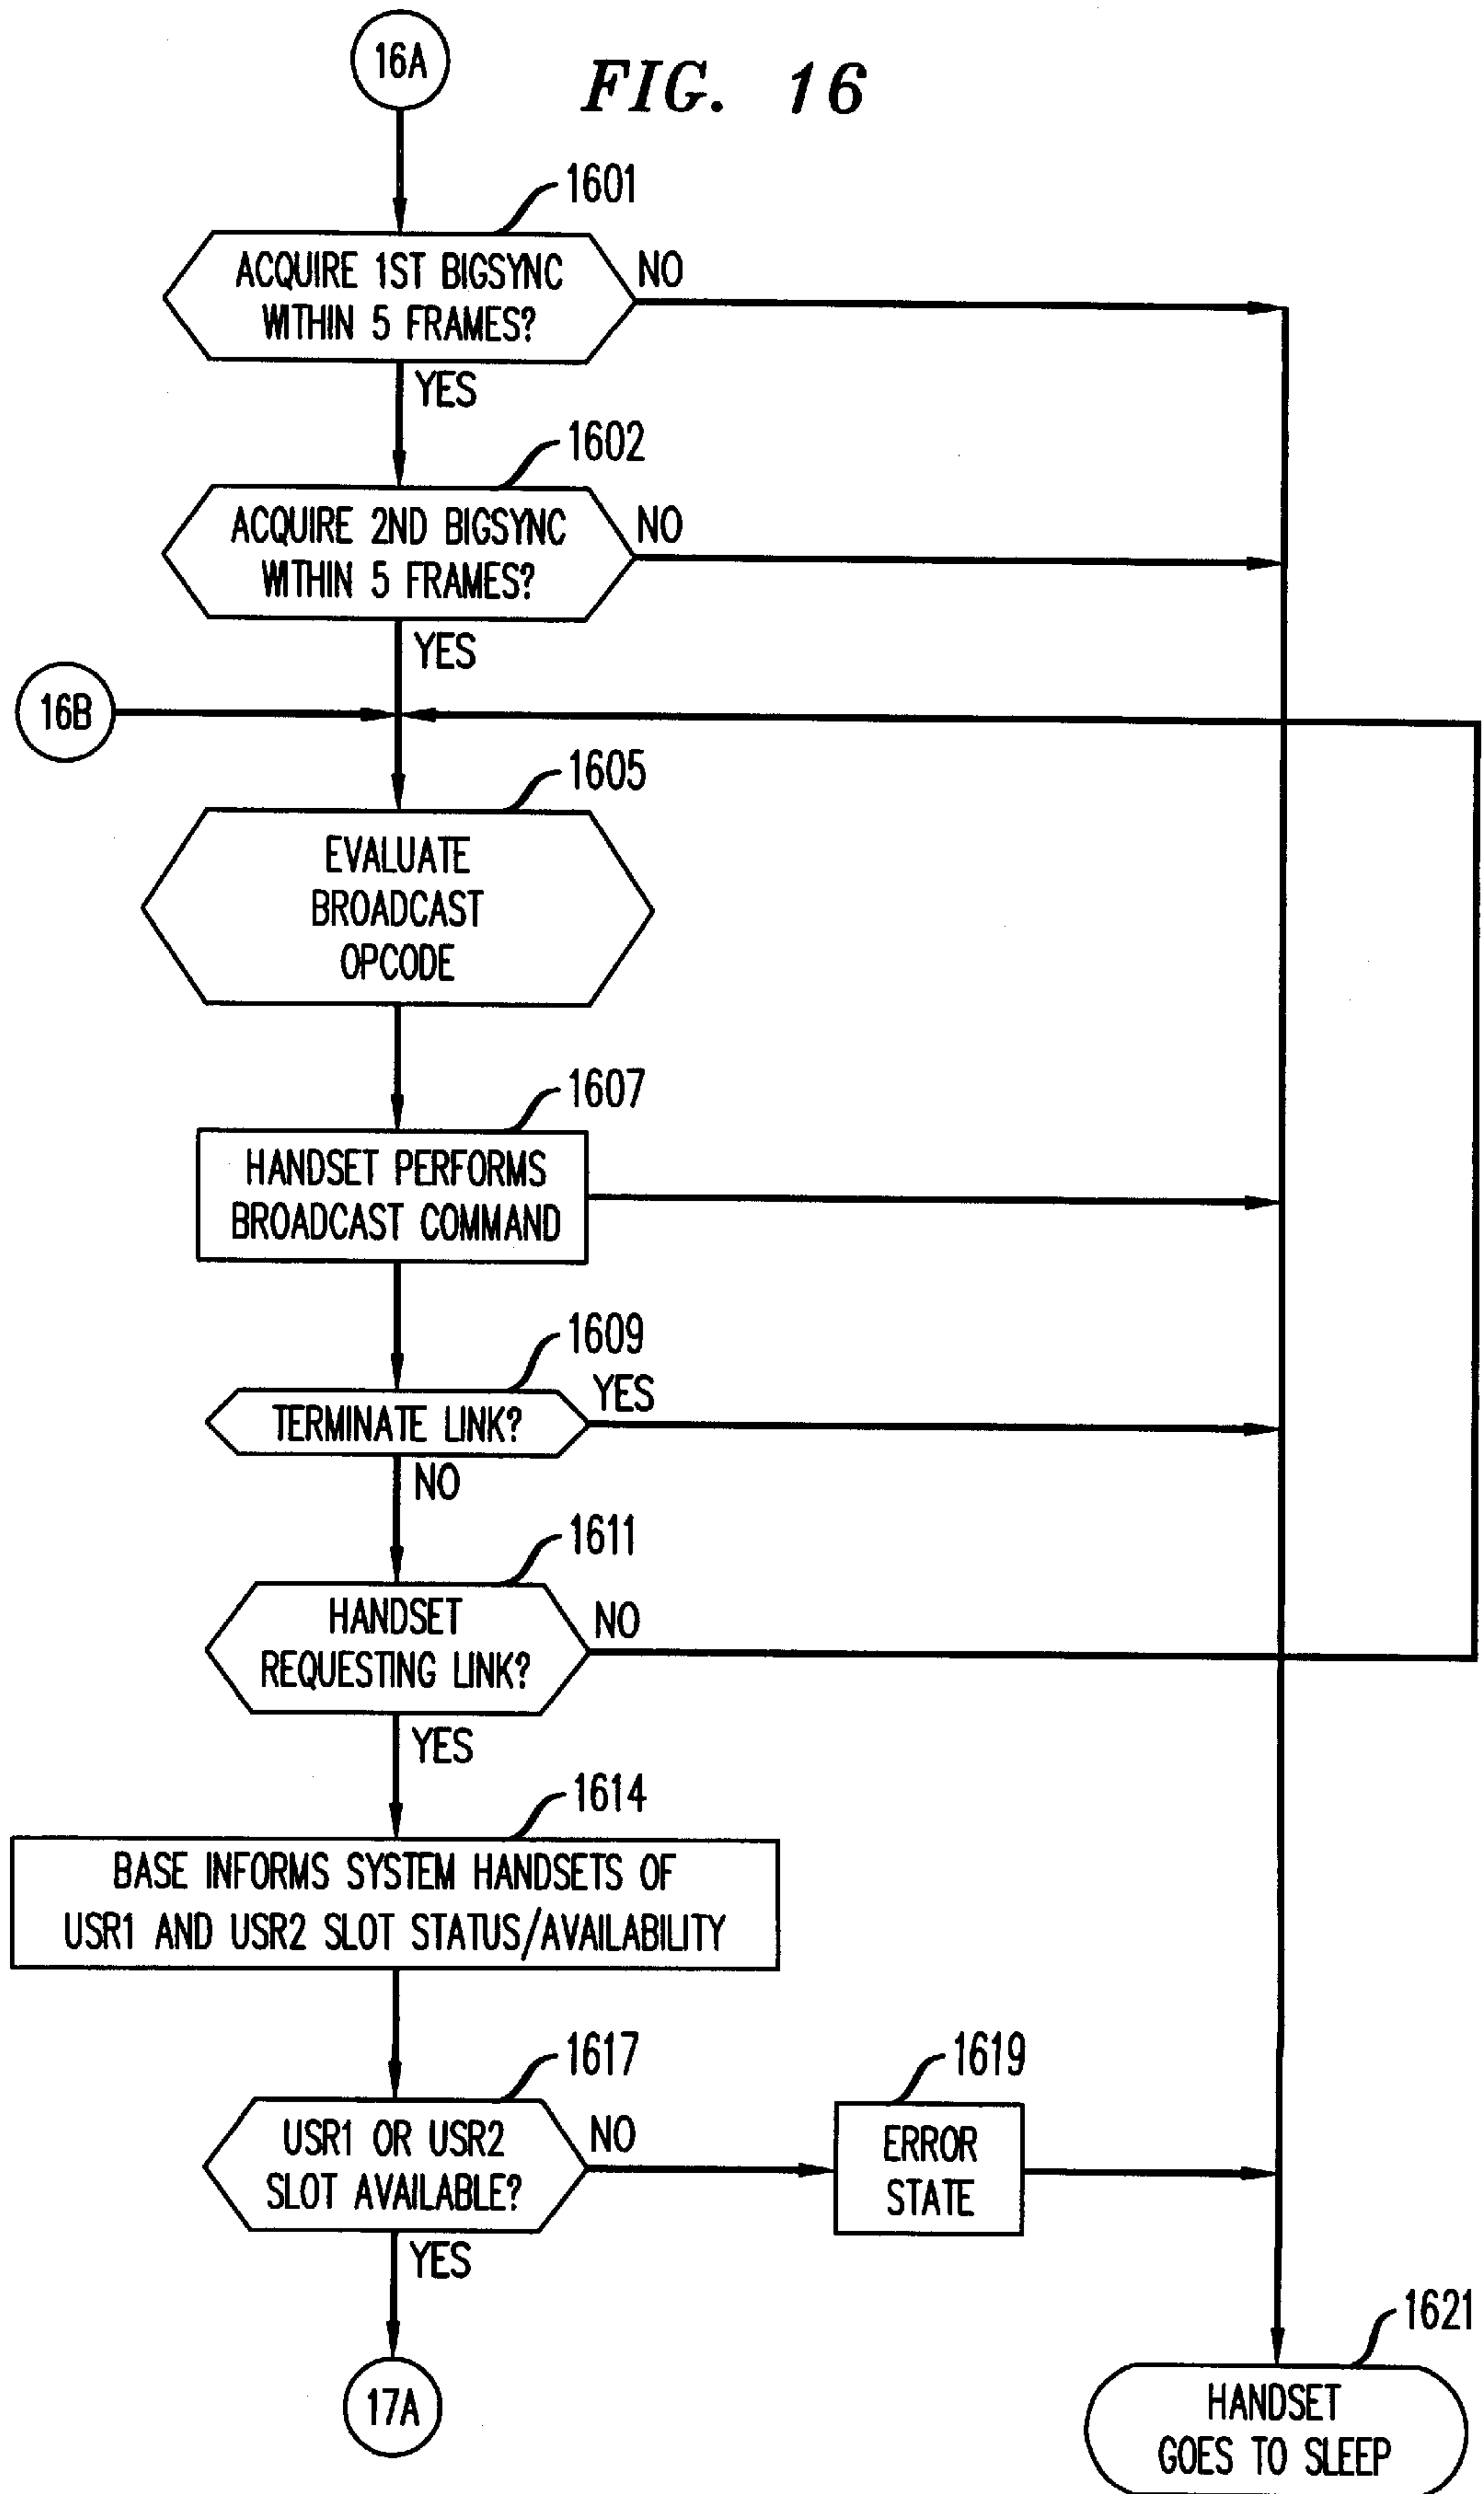 16A
FIG. 16
1601
ACQUIRE 1ST BIGSYNC
WITHIN 5 FRAMES?
NO
YES
1602
ACQUIRE 2ND BIGSYNC
WITHIN 5 FRAMES?
NO
YES
16B
1605
EVALUATE
BROADCAST
OPCODE
1607
HANDSET PERFORMS
BROADCAST COMMAND
1609
TERMINATE LINK?
YES
NO
1611
HANDSET
REQUESTING LINK?
NO
YES
1614
BASE INFORMS SYSTEM HANDSETS OF
USR1 AND USR2 SLOT STATUS/AVAILABILITY
1617
USR1 OR USR2
SLOT AVAILABLE?
NO
YES
1619
ERROR
STATE
17A
1621
HANDSET
GOES TO SLEEP